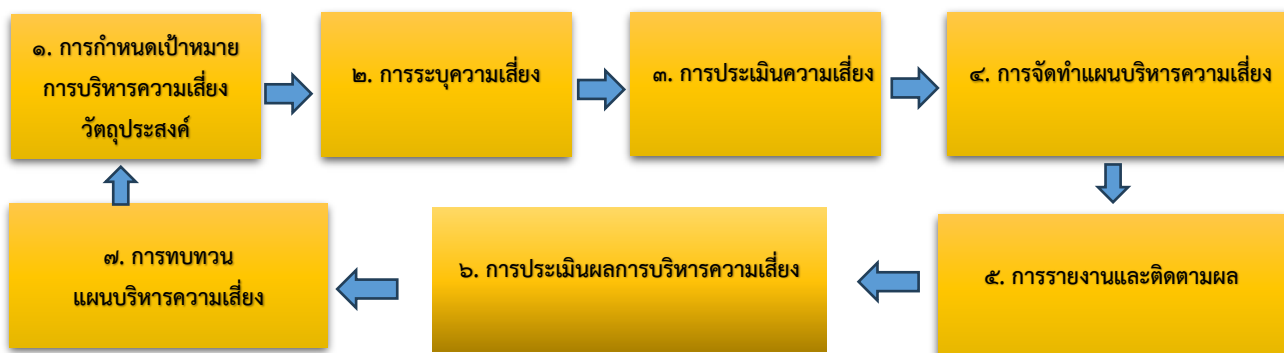 ๑. การกำหนดเป้าหมาย
การบริหารความเสี่ยง
วัตถุประสงค์
๒. การระบุความเสี่ยง
๓. การประเมินความเสี่ยง
๔. การจัดทำแผนบริหารความเสี่ยง
๕. การรายงานและติดตามผล
๖. การประเมินผลการบริหารความเสี่ยง
๗. การทบทวน
แผนบริหารความเสี่ยง